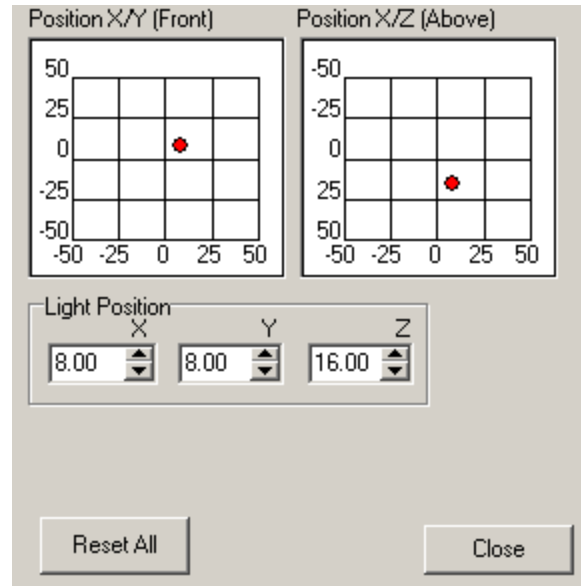 Position X/Y (Front)
50
25
0
-25
-50
-50 -25 0 25 50
Position X/Z (Above)
-50
-25
0
25
50
-50 -25 0 25 50
Light Position
X Y Z
8.00 8.00 16.00
Reset All
Close